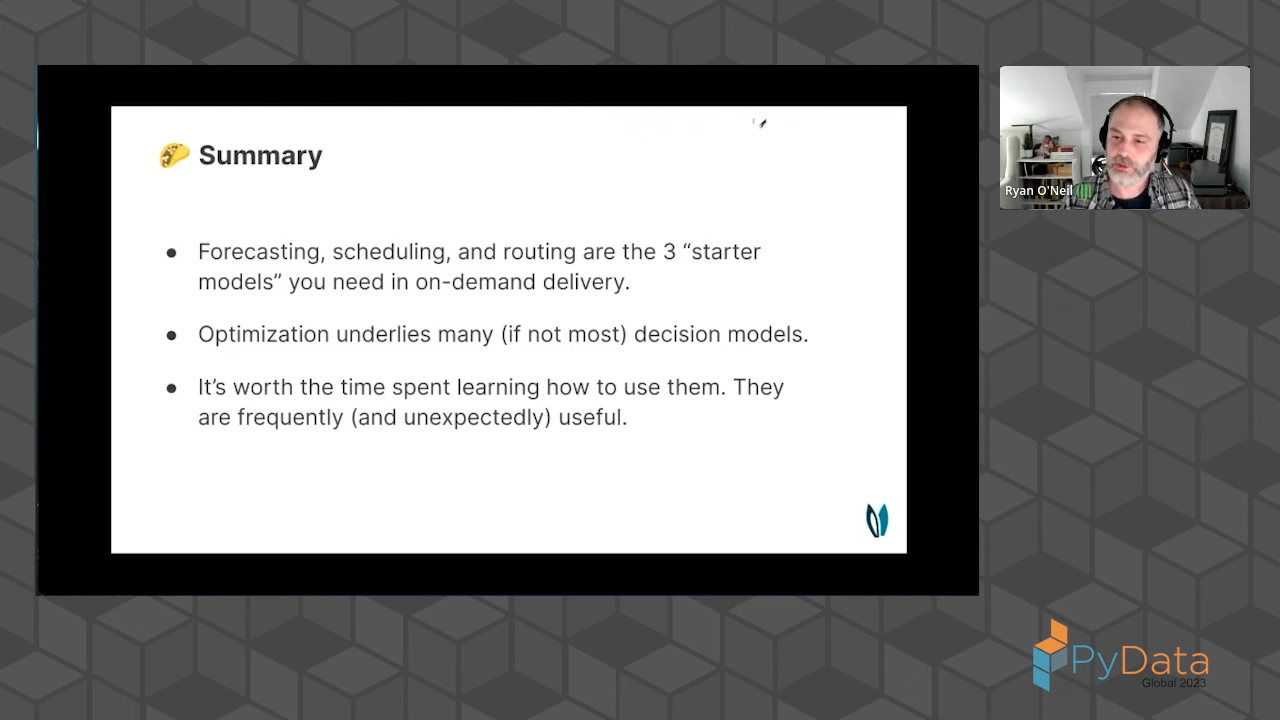 Summary
● Forecasting, scheduling, and routing are the 3 “starter
models” you need in on-demand delivery.
● Optimization underlies many (if not most) decision models.
● It’s worth the time spent learning how to use them. They
are frequently (and unexpectedly) useful.
Ryan O'Neil
PyData
Global 2023